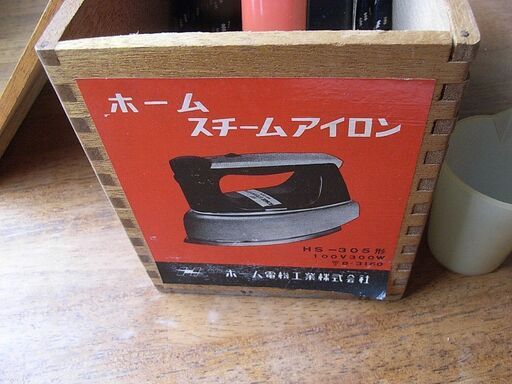 ホーム
スチームアイロン
HS-305形
100V300W
▽B-3160
ホーム電機工業株式会社